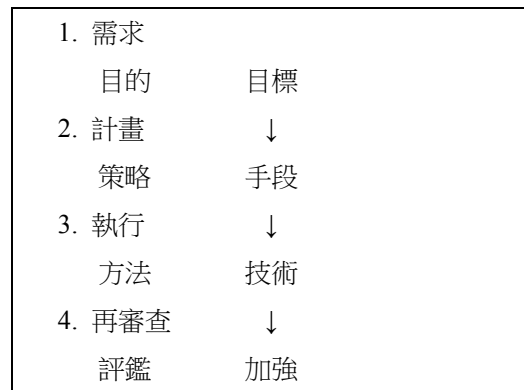 1. 需求
目的 目標
2. 計畫 ↓
策略 手段
3. 執行 ↓
方法 技術
4. 再審查 ↓
評鑑 加強